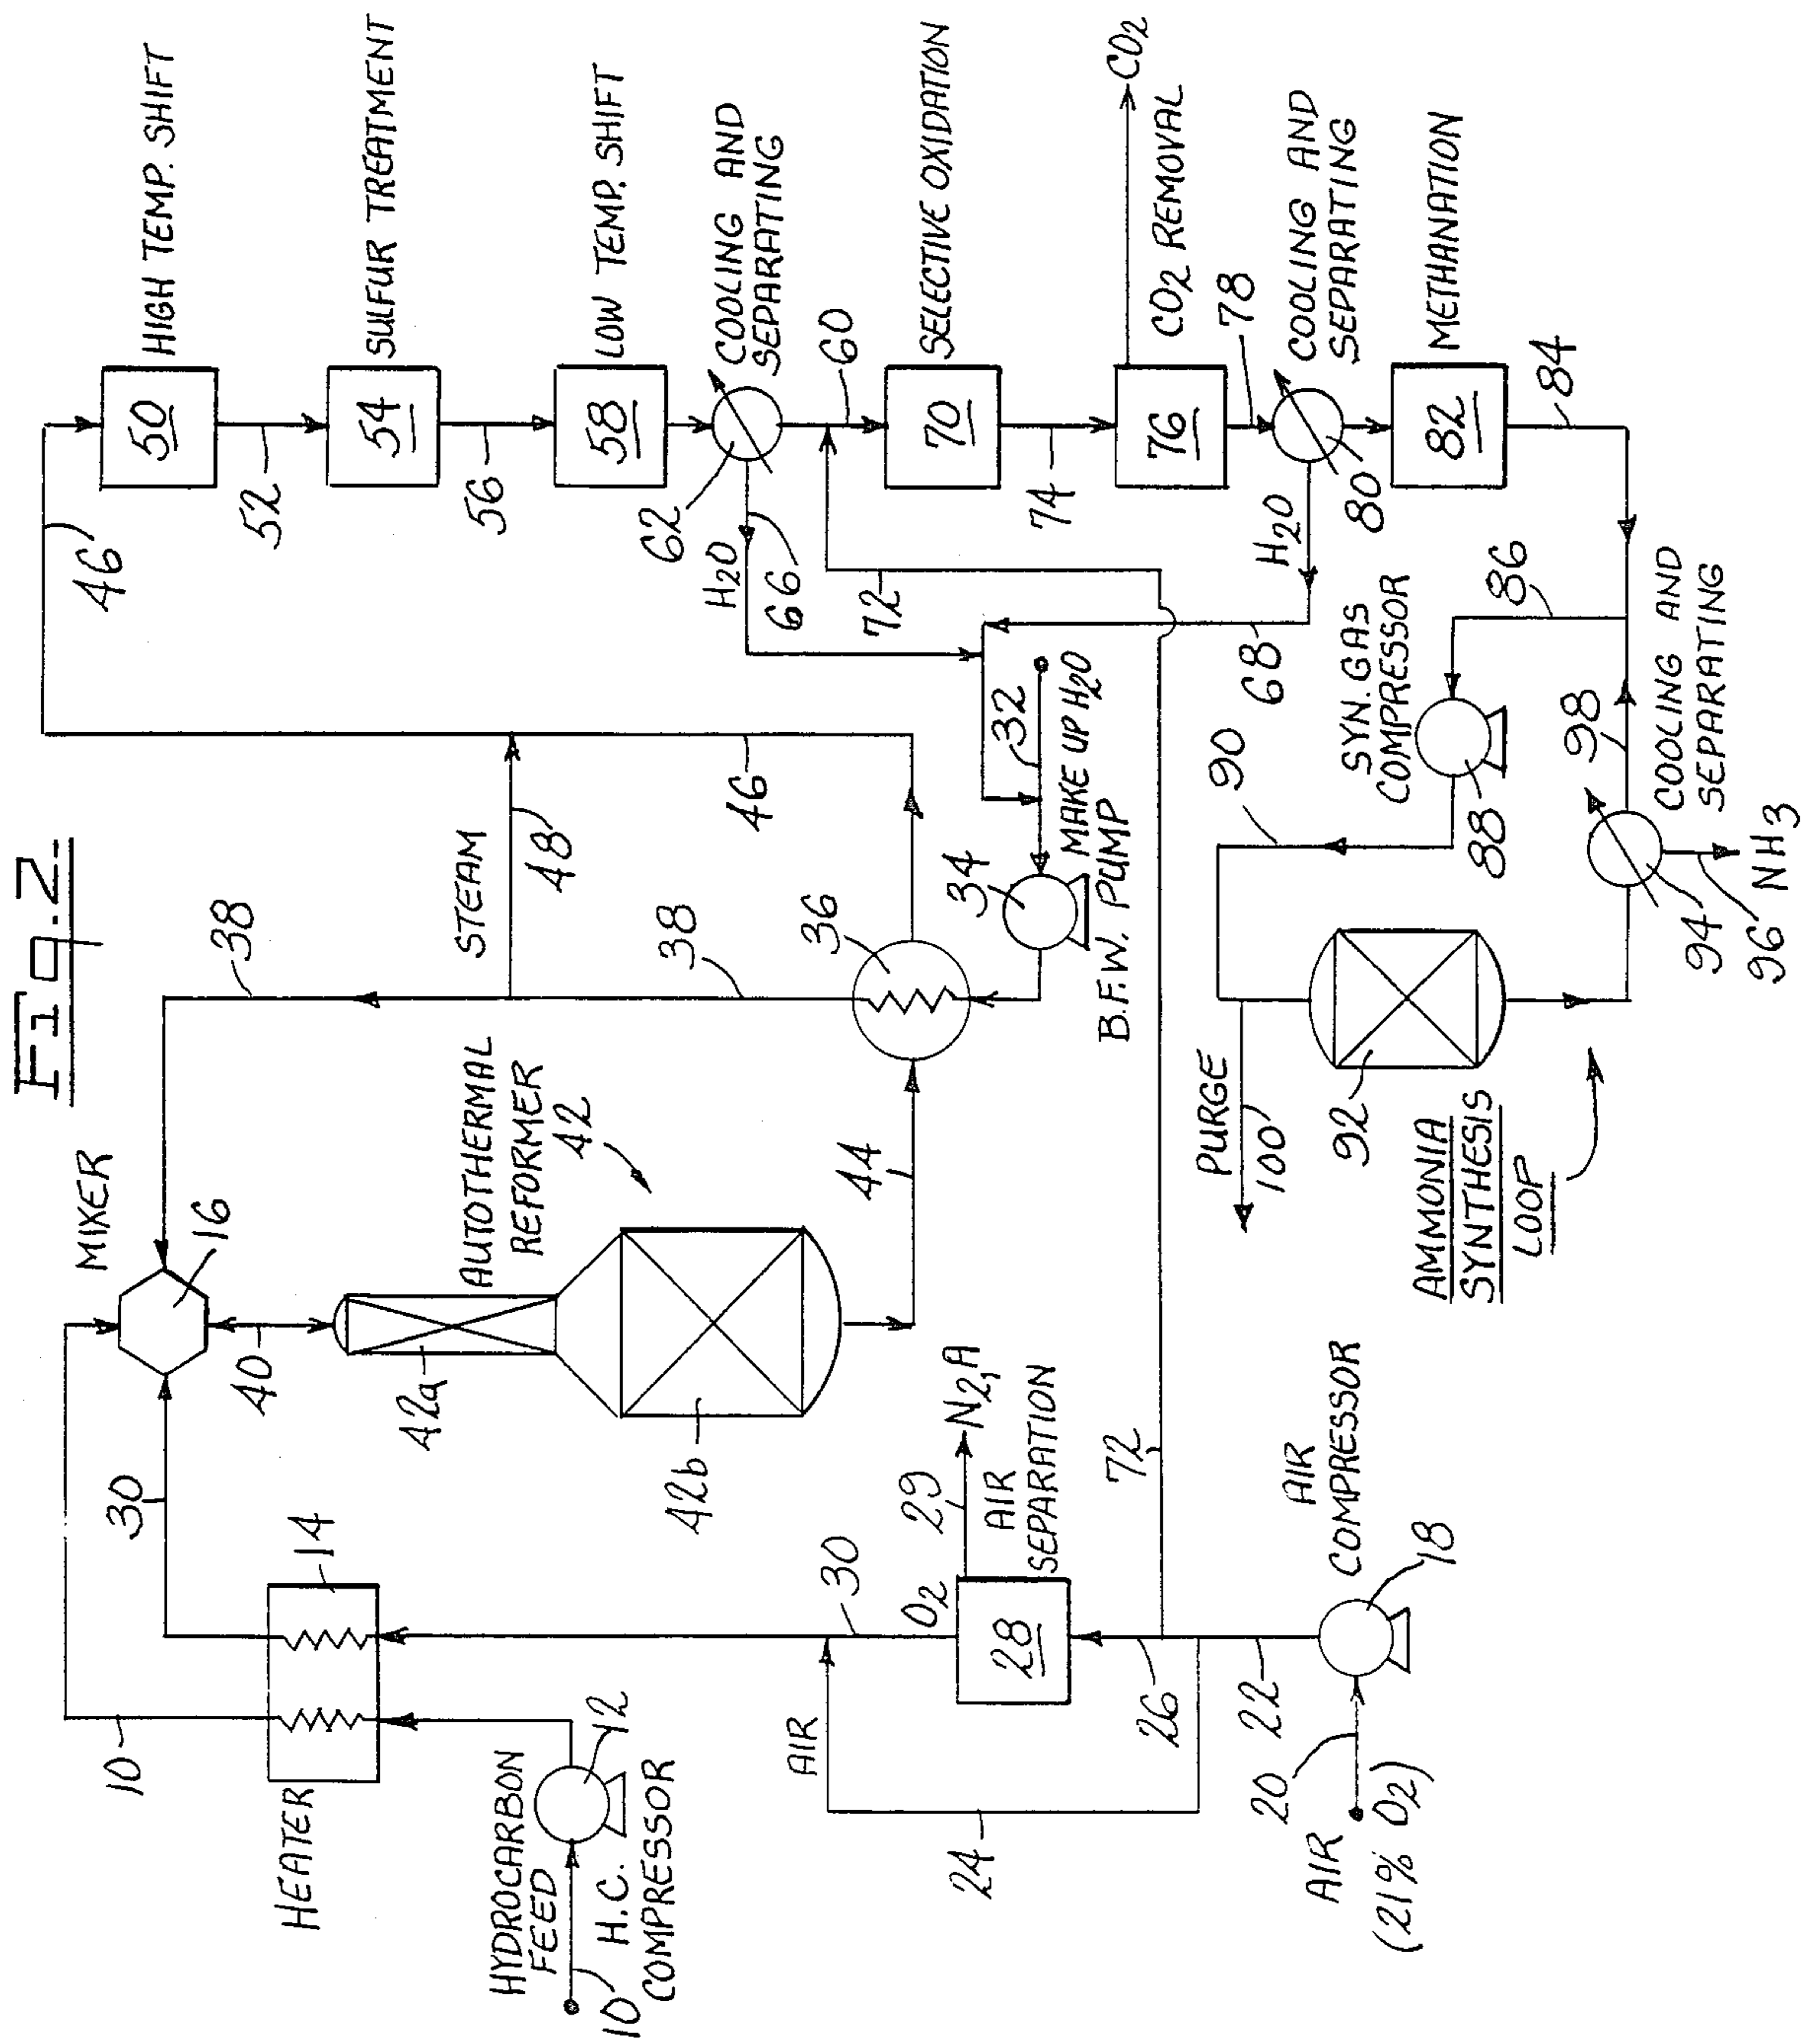 Fig. 2
HYDROCARBON
FEED
10
H.C.
COMPRESSOR
12
HEATER
14
10
30
MIXER
16
40
38
AUTOTHERMAL
REFORMER
42
42a
42b
44
STEAM
48
38
36
46
46
AIR
(21% O2)
20
AIR
COMPRESSOR
18
22
24
26
AIR
28
AIR
SEPARATION
29
N2,A
O2
30
72
34
B.F.W. PUMP
MAKE UP H2O
32
50
HIGH TEMP. SHIFT
52
54
SULFUR TREATMENT
56
58
LOW TEMP. SHIFT
62
COOLING AND
SEPARATING
H2O
66
60
72
70
SELECTIVE OXIDATION
74
76
CO2
CO2 REMOVAL
78
COOLING AND
SEPARATING
80
H2O
68
82
METHANATION
84
86
SYN. GAS
COMPRESSOR
88
90
PURGE
100
92
AMMONIA
SYNTHESIS
LOOP
94
COOLING AND
SEPARATING
98
96
NH3